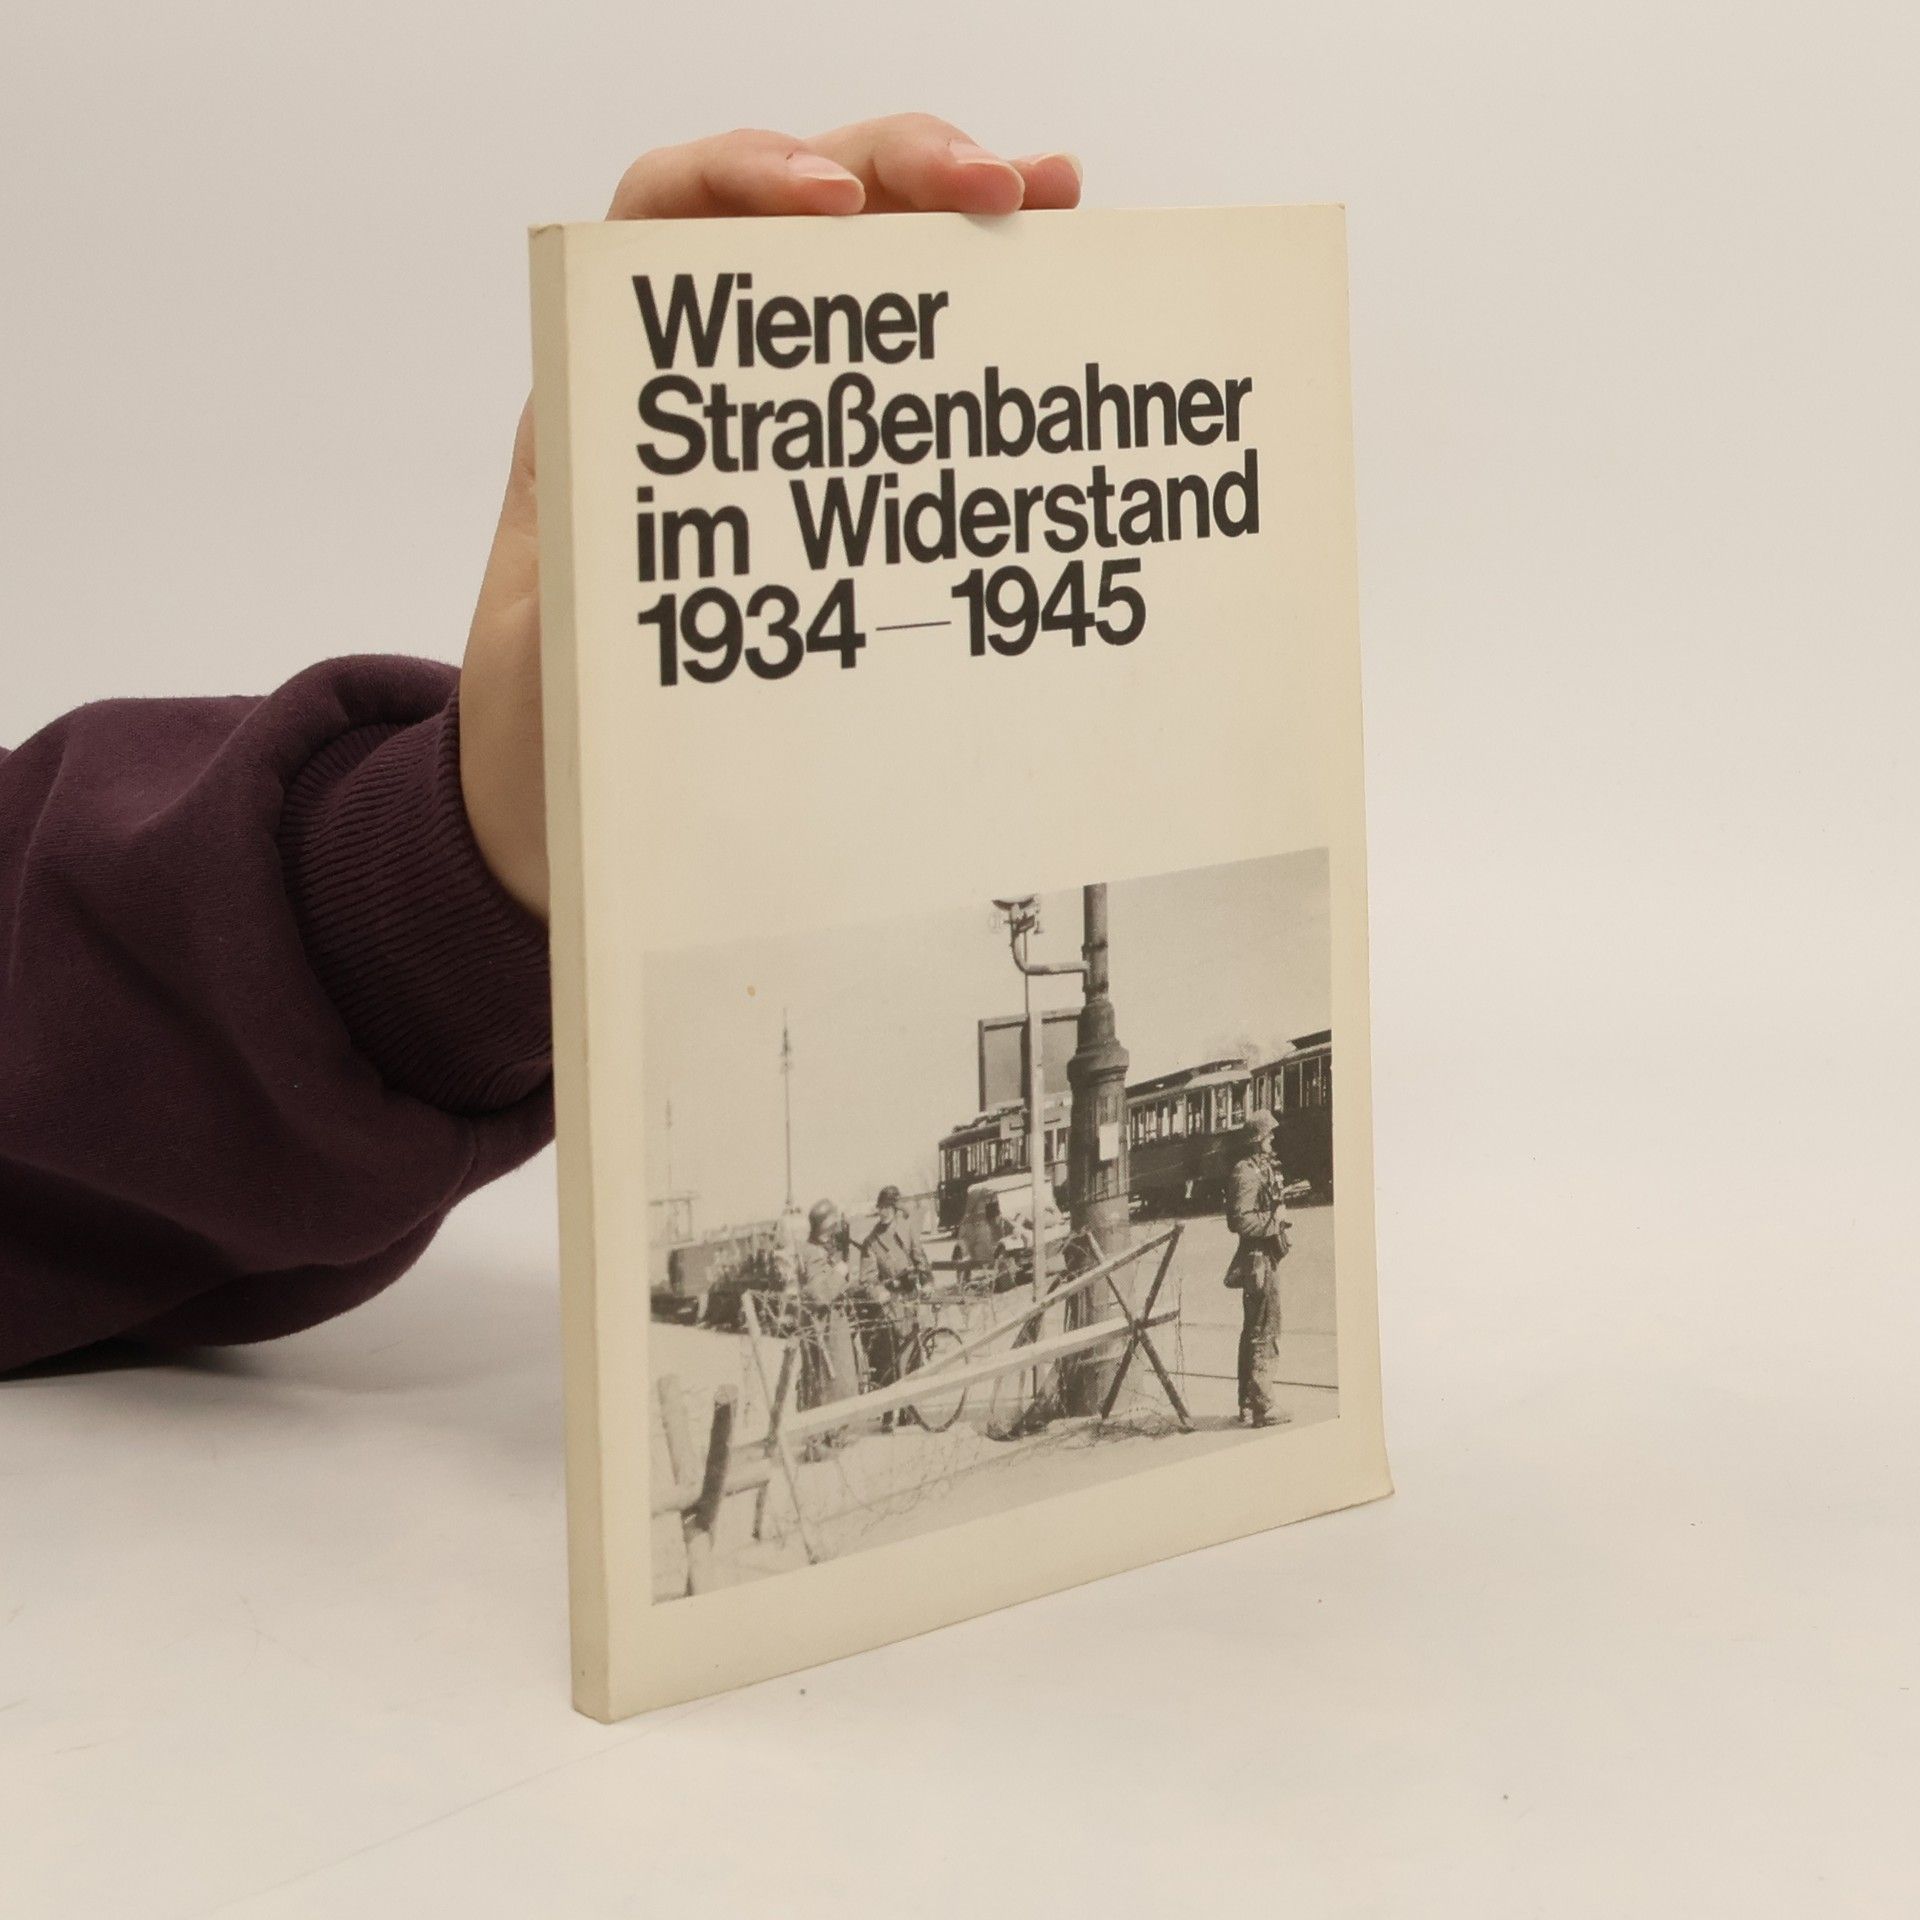 Wiener
Straßenbahner
im Widerstand
1934—1945